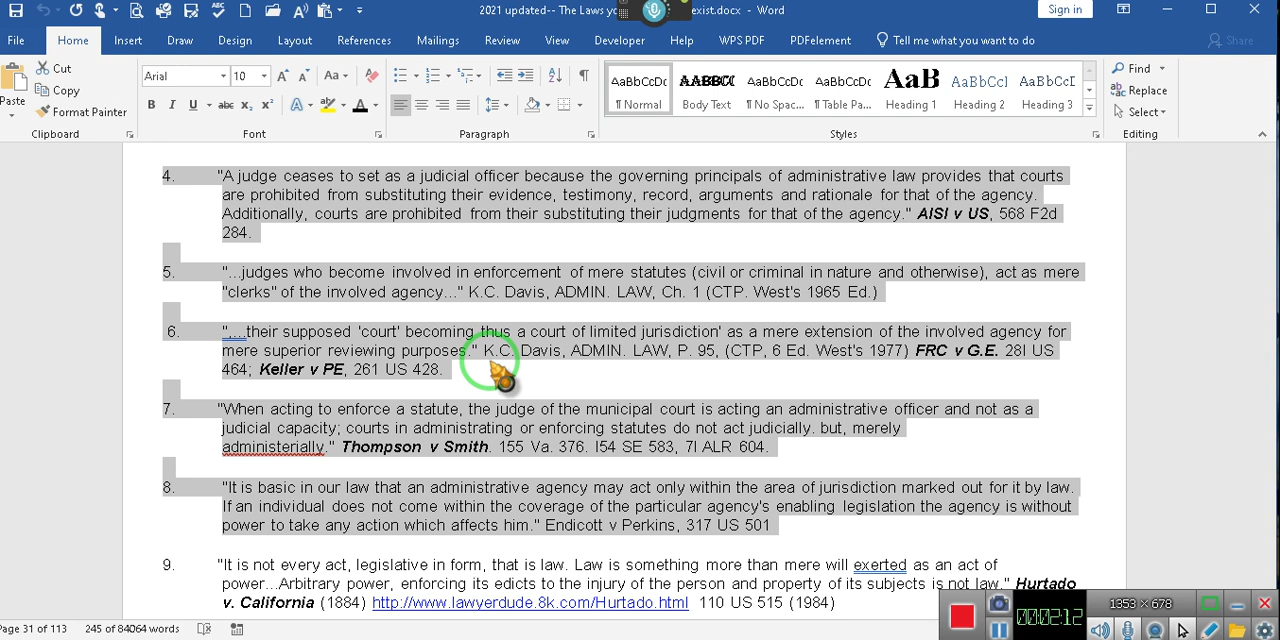 2021 updated-- The Laws you exist.docx - Word
Sign in
File Home Insert Draw Design Layout References Mailings Review View Developer Help WPS PDF PDFelement Tell me what you want to do Share
Paste
Cut
Copy
Format Painter
Clipboard
Arial 10
Font
Paragraph
AaBbCcDc ¶ Normal
AABBC( Body Text
AaBbCcDc ¶ No Spac...
AaBbCcDc ¶ Table Pa...
AaB Heading 1
AaBbCcl Heading 2
AaBbCcI Heading 3
Styles
Find
Replace
Select
Editing
4. "A judge ceases to set as a judicial officer because the governing principals of administrative law provides that courts
are prohibited from substituting their evidence, testimony, record, arguments and rationale for that of the agency.
Additionally, courts are prohibited from their substituting their judgments for that of the agency." AISI v US, 568 F2d
284.
5. "...judges who become involved in enforcement of mere statutes (civil or criminal in nature and otherwise), act as mere
"clerks" of the involved agency..." K.C. Davis, ADMIN. LAW, Ch. 1 (CTP. West's 1965 Ed.)
6. "....their supposed 'court' becoming thus a court of limited jurisdiction' as a mere extension of the involved agency for
mere superior reviewing purposes." K.C. Davis, ADMIN. LAW, P. 95, (CTP, 6 Ed. West's 1977) FRC v G.E. 28I US
464; Keller v PE, 261 US 428.
7. "When acting to enforce a statute, the judge of the municipal court is acting an administrative officer and not as a
judicial capacity; courts in administrating or enforcing statutes do not act judicially. but, merely
administerially." Thompson v Smith. 155 Va. 376. I54 SE 583, 7I ALR 604.
8. "It is basic in our law that an administrative agency may act only within the area of jurisdiction marked out for it by law.
If an individual does not come within the coverage of the particular agency's enabling legislation the agency is without
power to take any action which affects him." Endicott v Perkins, 317 US 501
9. "It is not every act, legislative in form, that is law. Law is something more than mere will exerted as an act of
power...Arbitrary power, enforcing its edicts to the injury of the person and property of its subjects is not law." Hurtado
v. California (1884) http://www.lawyerdude.8k.com/Hurtado.html 110 US 515 (1984)
Page 31 of 113 245 of 84064 words
00:02:12
1353 × 678